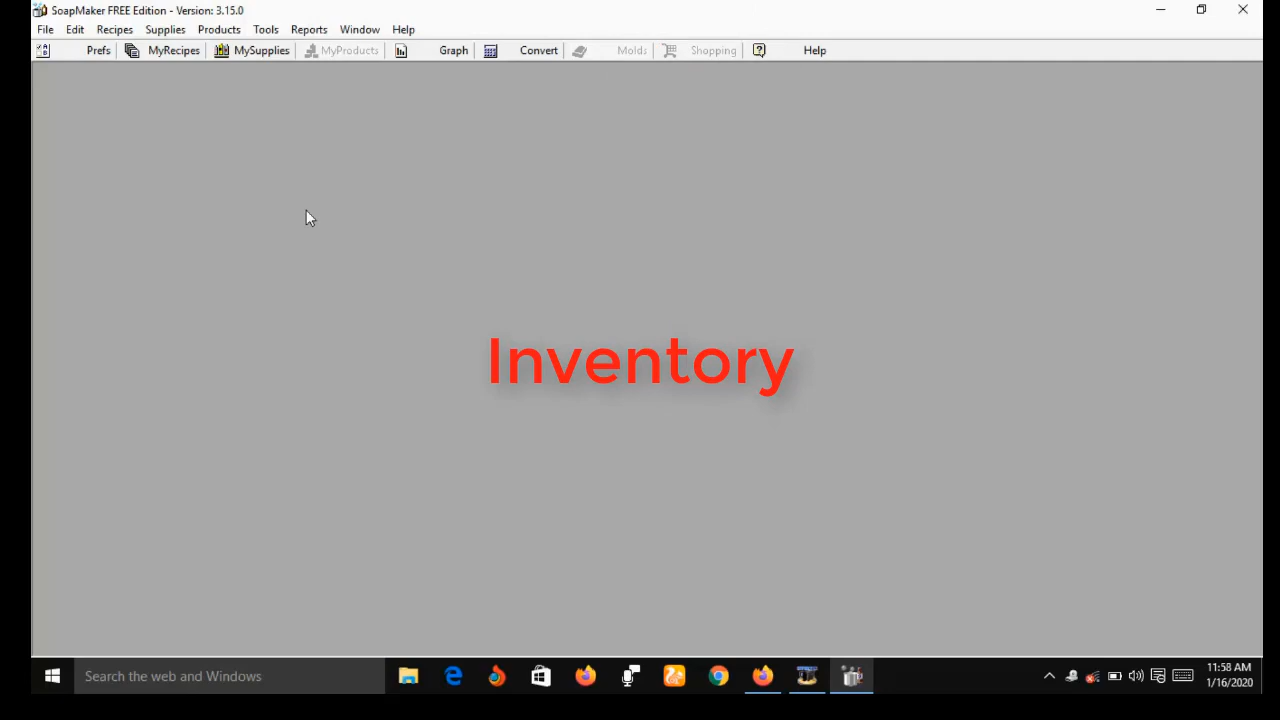 SoapMaker FREE Edition - Version: 3.15.0
File Edit Recipes Supplies Products Tools Reports Window Help
Prefs MyRecipes MySupplies MyProducts Graph Convert Molds Shopping Help
Inventory
Search the web and Windows
11:58 AM
1/16/2020